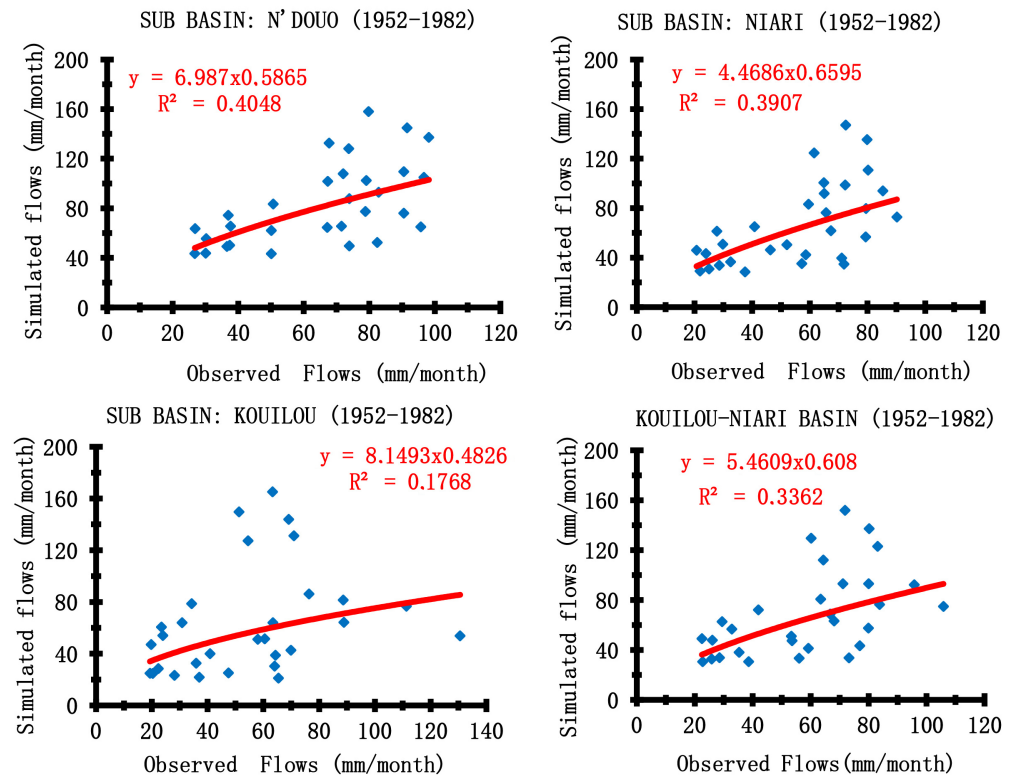 SUB BASIN: N'DOUO (1952-1982)
y = 6.987x0.5865
R² = 0.4048
Simulated flows (mm/month)
200
160
120
80
40
0
0 20 40 60 80 100 120
Observed Flows (mm/month)
SUB BASIN: NIARI (1952-1982)
y = 4.4686x0.6595
R² = 0.3907
Simulated flows (mm/month)
200
160
120
80
40
0
0 20 40 60 80 100 120
Observed Flows (mm/month)
SUB BASIN: KOUILOU (1952-1982)
y = 8.1493x0.4826
R² = 0.1768
Simulated flows (mm/month)
200
160
120
80
40
0
0 20 40 60 80 100 120 140
Observed Flows (mm/month)
KOUILOU-NIARI BASIN (1952-1982)
y = 5.4609x0.608
R² = 0.3362
Simulated flows (mm/month)
200
160
120
80
40
0
0 20 40 60 80 100 120
Observed Flows(mm/month)